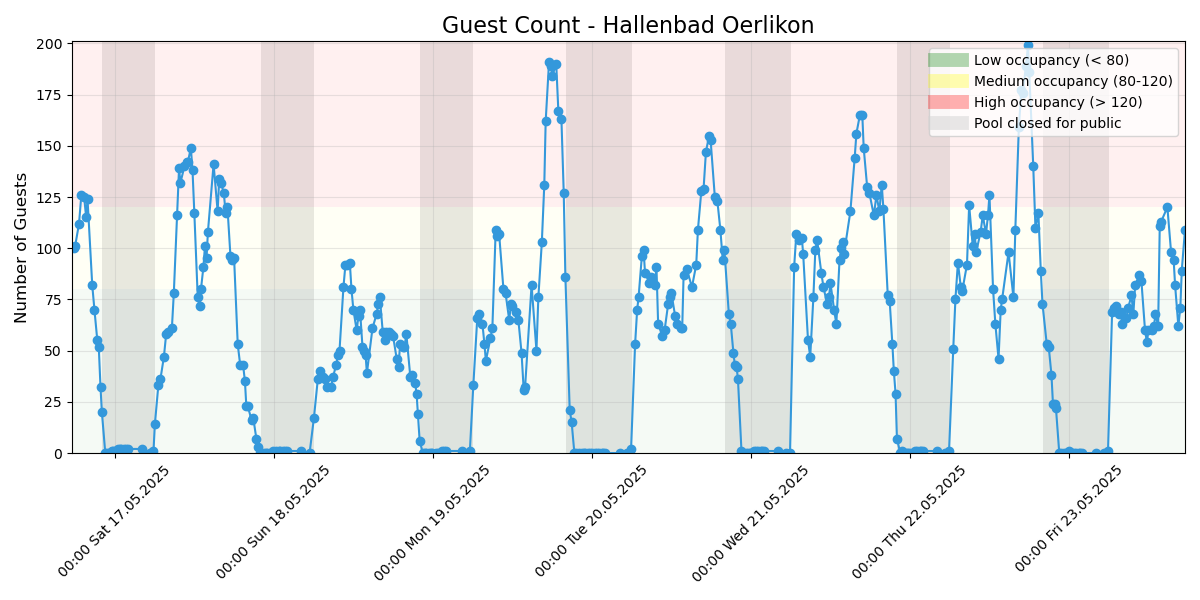 Guest Count - Hallenbad Oerlikon
Number of Guests
200
175
150
125
100
75
50
25
0
Low occupancy (< 80)
Medium occupancy (80-120)
High occupancy (> 120)
Pool closed for public
00:00 Sat 17.05.2025
00:00 Sun 18.05.2025
00:00 Mon 19.05.2025
00:00 Tue 20.05.2025
00:00 Wed 21.05.2025
00:00 Thu 22.05.2025
00:00 Fri 23.05.2025